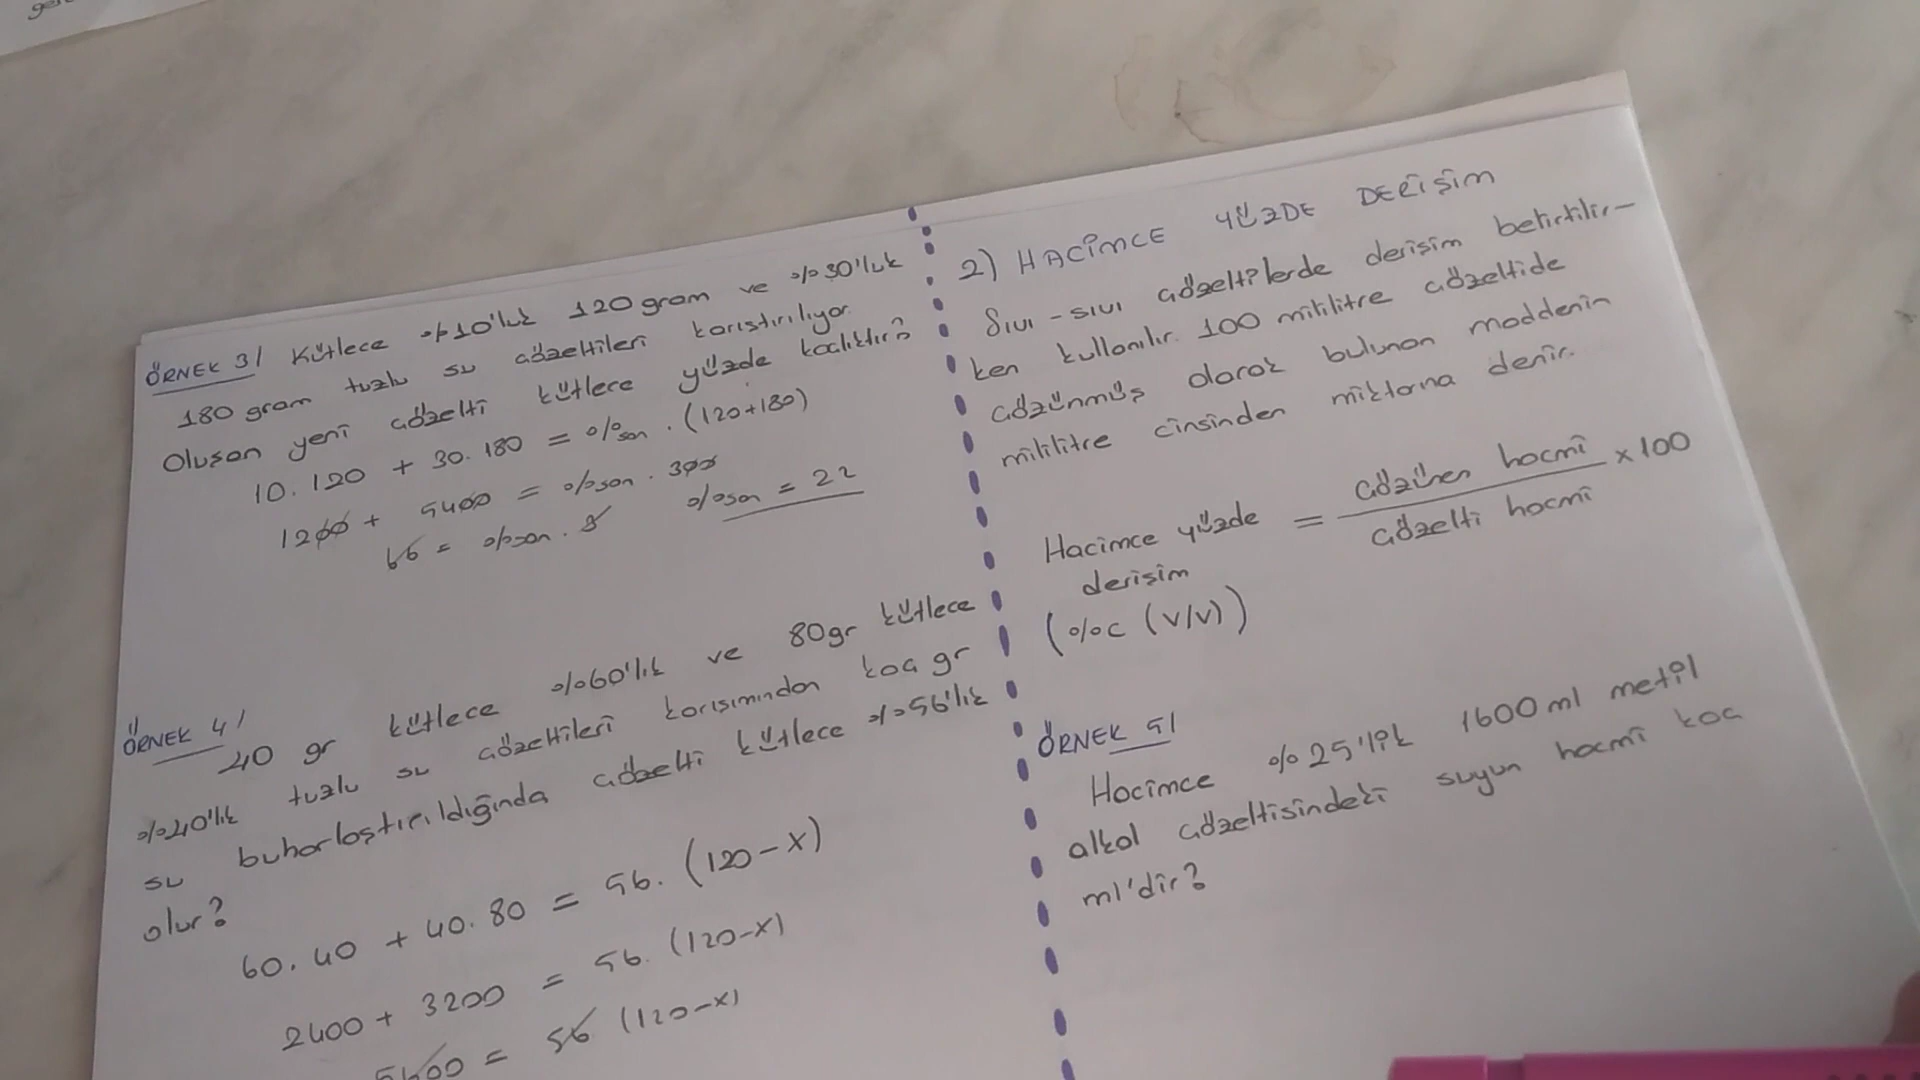 ÖRNEK 3/ Kütlece %10'luk 120 gram ve %30'luk
180 gram tuzlu su çözeltileri karıştırılıyor.
Oluşan yeni çözelti kütlece yüzde kaçlıktır?
10.120 + 30.180 = %son . (120+180)
1200 + 5400 = %son . 300
66 = %son . 3 %son = 22
ÖRNEK 4/
40 gr kütlece %60'lık ve 80gr kütlece
%40'lık tuzlu su çözeltileri karışımından kaç gr
su buharlaştırıldığında çözelti kütlece %56'lık
olur?
60.40 + 40.80 = 56. (120-x)
2400 + 3200 = 56. (120-x)
5600 = 56 (120-x)
2) HACİMCE YÜZDE DERİŞİM
Sıvı-sıvı çözeltilerde derişim belirtilir-
ken kullanılır. 100 mililitre çözeltide
çözünmüş olarak bulunan maddenin
mililitre cinsinden miktarına denir.
Hacimce yüzde derişim = çözünen hacmi / çözelti hacmi x100
(%C (V/V))
ÖRNEK 5/
Hacimce %25'lik 1600 ml metil
alkol çözeltisindeki suyun hacmi kaç
ml'dir?